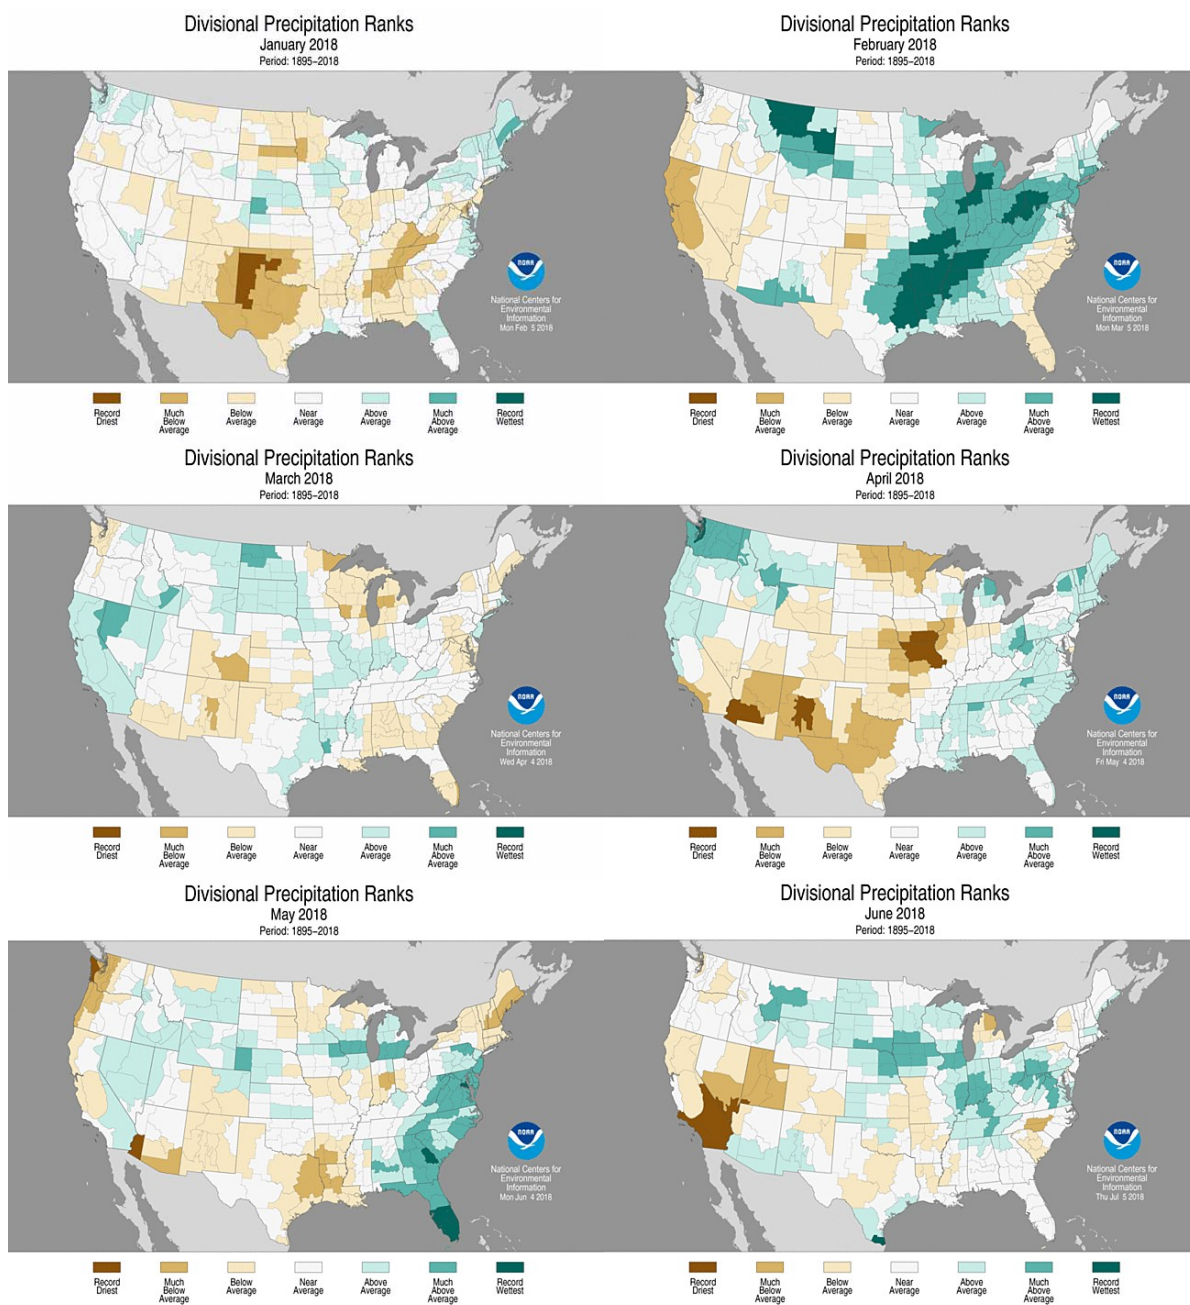 Divisional Precipitation Ranks
January 2018
Period: 1895–2018
NOAA
National Centers for
Environmental
Information
Mon Feb 5 2018
Record
Driest
Much
Below
Average
Below
Average
Near
Average
Above
Average
Much
Above
Average
Record
Wettest
Divisional Precipitation Ranks
February 2018
Period: 1895–2018
NOAA
National Centers for
Environmental
Information
Mon Mar 5 2018
Record
Driest
Much
Below
Average
Below
Average
Near
Average
Above
Average
Much
Above
Average
Record
Wettest
Divisional Precipitation Ranks
March 2018
Period: 1895–2018
NOAA
National Centers for
Environmental
Information
Wed Apr 4 2018
Record
Driest
Much
Below
Average
Below
Average
Near
Average
Above
Average
Much
Above
Average
Record
Wettest
Divisional Precipitation Ranks
April 2018
Period: 1895–2018
NOAA
National Centers for
Environmental
Information
Fri May 4 2018
Record
Driest
Much
Below
Average
Below
Average
Near
Average
Above
Average
Much
Above
Average
Record
Wettest
Divisional Precipitation Ranks
May 2018
Period: 1895–2018
NOAA
National Centers for
Environmental
Information
Mon Jun 4 2018
Record
Driest
Much
Below
Average
Below
Average
Near
Average
Above
Average
Much
Above
Average
Record
Wettest
Divisional Precipitation Ranks
June 2018
Period: 1895–2018
NOAA
National Centers for
Environmental
Information
Thu Jul 5 2018
Record
Driest
Much
Below
Average
Below
Average
Near
Average
Above
Average
Much
Above
Average
Record
Wettest